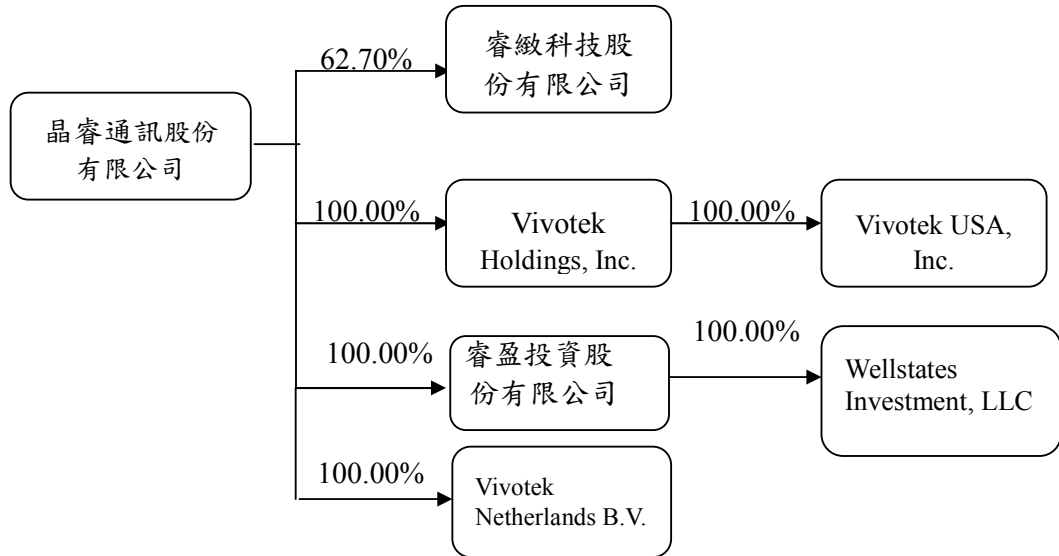 62.70%
睿緻科技股
份有限公司
晶睿通訊股份
有限公司
100.00%
Vivotek
Holdings, Inc.
100.00%
Vivotek USA,
Inc.
100.00%
睿盈投資股
份有限公司
100.00%
Wellstates
Investment, LLC
100.00%
Vivotek
Netherlands B.V.